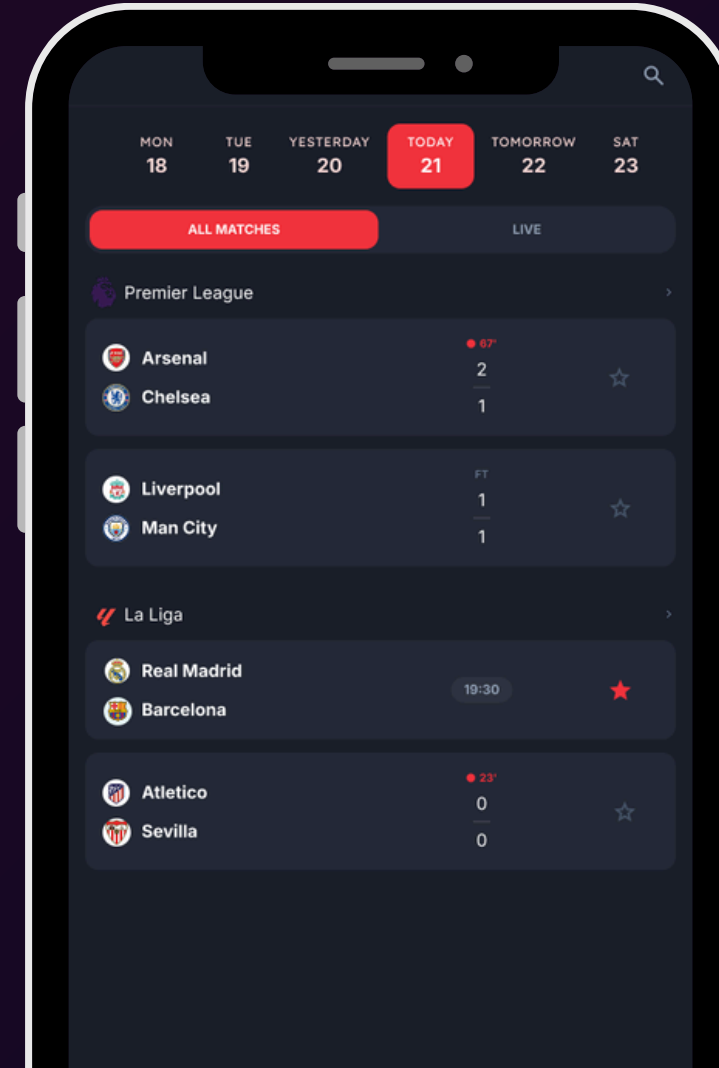 MON TUE YESTERDAY TODAY TOMORROW SAT
18 19 20 21 22 23
ALL MATCHES LIVE
Premier League
67'
Arsenal 2
Chelsea 1
FT
Liverpool 1
Man City 1
La Liga
Real Madrid
19:30
Barcelona
23'
Atletico 0
Sevilla 0